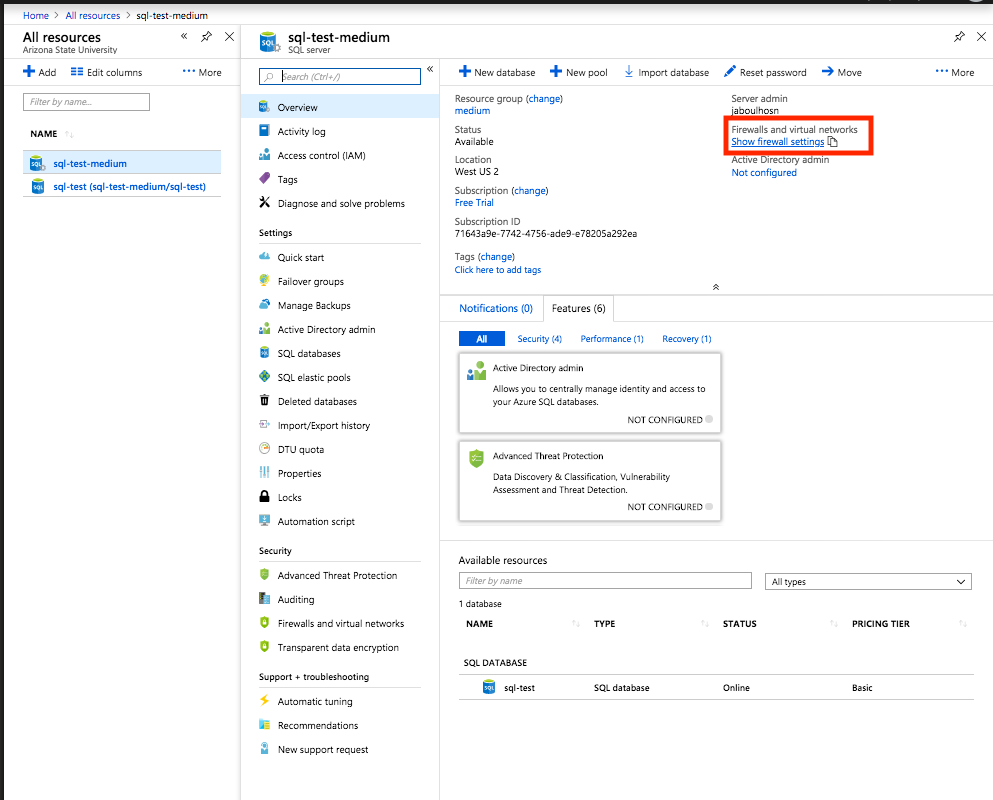 Home > All resources > sql-test-medium
All resources
Arizona State University
Add Edit columns More
Filter by name...
NAME
sql-test-medium
sql-test (sql-test-medium/sql-test)
sql-test-medium
SQL server
Search (Ctrl+/)
Overview
Activity log
Access control (IAM)
Tags
Diagnose and solve problems
Settings
Quick start
Failover groups
Manage Backups
Active Directory admin
SQL databases
SQL elastic pools
Deleted databases
Import/Export history
DTU quota
Properties
Locks
Automation script
Security
Advanced Threat Protection
Auditing
Firewalls and virtual networks
Transparent data encryption
Support + troubleshooting
Automatic tuning
Recommendations
New support request
New database New pool Import database Reset password Move More
Resource group (change)
medium
Status
Available
Location
West US 2
Subscription (change)
Free Trial
Subscription ID
71643a9e-7742-4756-ade9-e78205a292ea
Tags (change)
Click here to add tags
Server admin
jaboulhosn
Firewalls and virtual networks
Show firewall settings
Active Directory admin
Not configured
Notifications (0) Features (6)
All Security (4) Performance (1) Recovery (1)
Active Directory admin
Allows you to centrally manage identity and access to
your Azure SQL databases.
NOT CONFIGURED
Advanced Threat Protection
Data Discovery & Classification, Vulnerability
Assessment and Threat Detection.
NOT CONFIGURED
Available resources
Filter by name All types
1 database
NAME TYPE STATUS PRICING TIER
SQL DATABASE
sql-test SQL database Online Basic